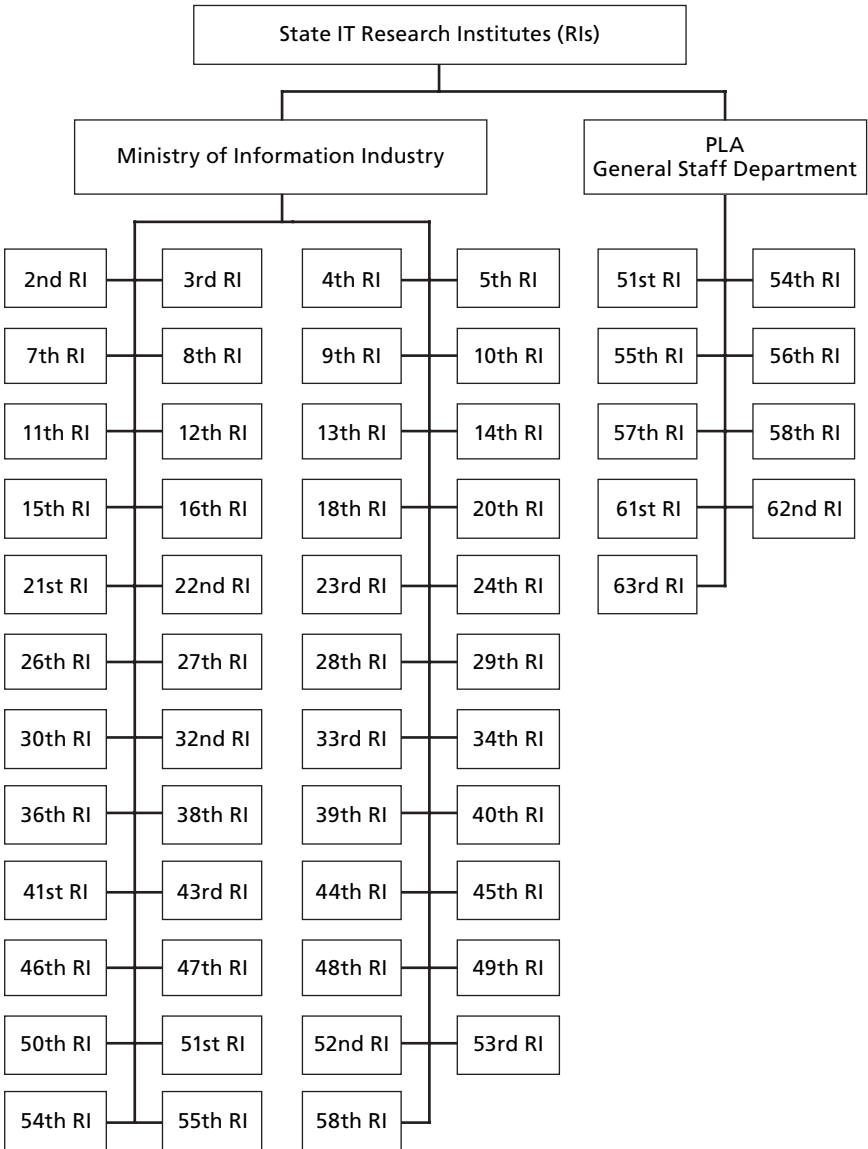 State IT Research Institutes (RIs)
Ministry of Information Industry
PLA
General Staff Department
2nd RI
3rd RI
4th RI
5th RI
51st RI
54th RI
7th RI
8th RI
9th RI
10th RI
55th RI
56th RI
11th RI
12th RI
13th RI
14th RI
57th RI
58th RI
15th RI
16th RI
18th RI
20th RI
61st RI
62nd RI
21st RI
22nd RI
23rd RI
24th RI
63rd RI
26th RI
27th RI
28th RI
29th RI
30th RI
32nd RI
33rd RI
34th RI
36th RI
38th RI
39th RI
40th RI
41st RI
43rd RI
44th RI
45th RI
46th RI
47th RI
48th RI
49th RI
50th RI
51st RI
52nd RI
53rd RI
54th RI
55th RI
58th RI